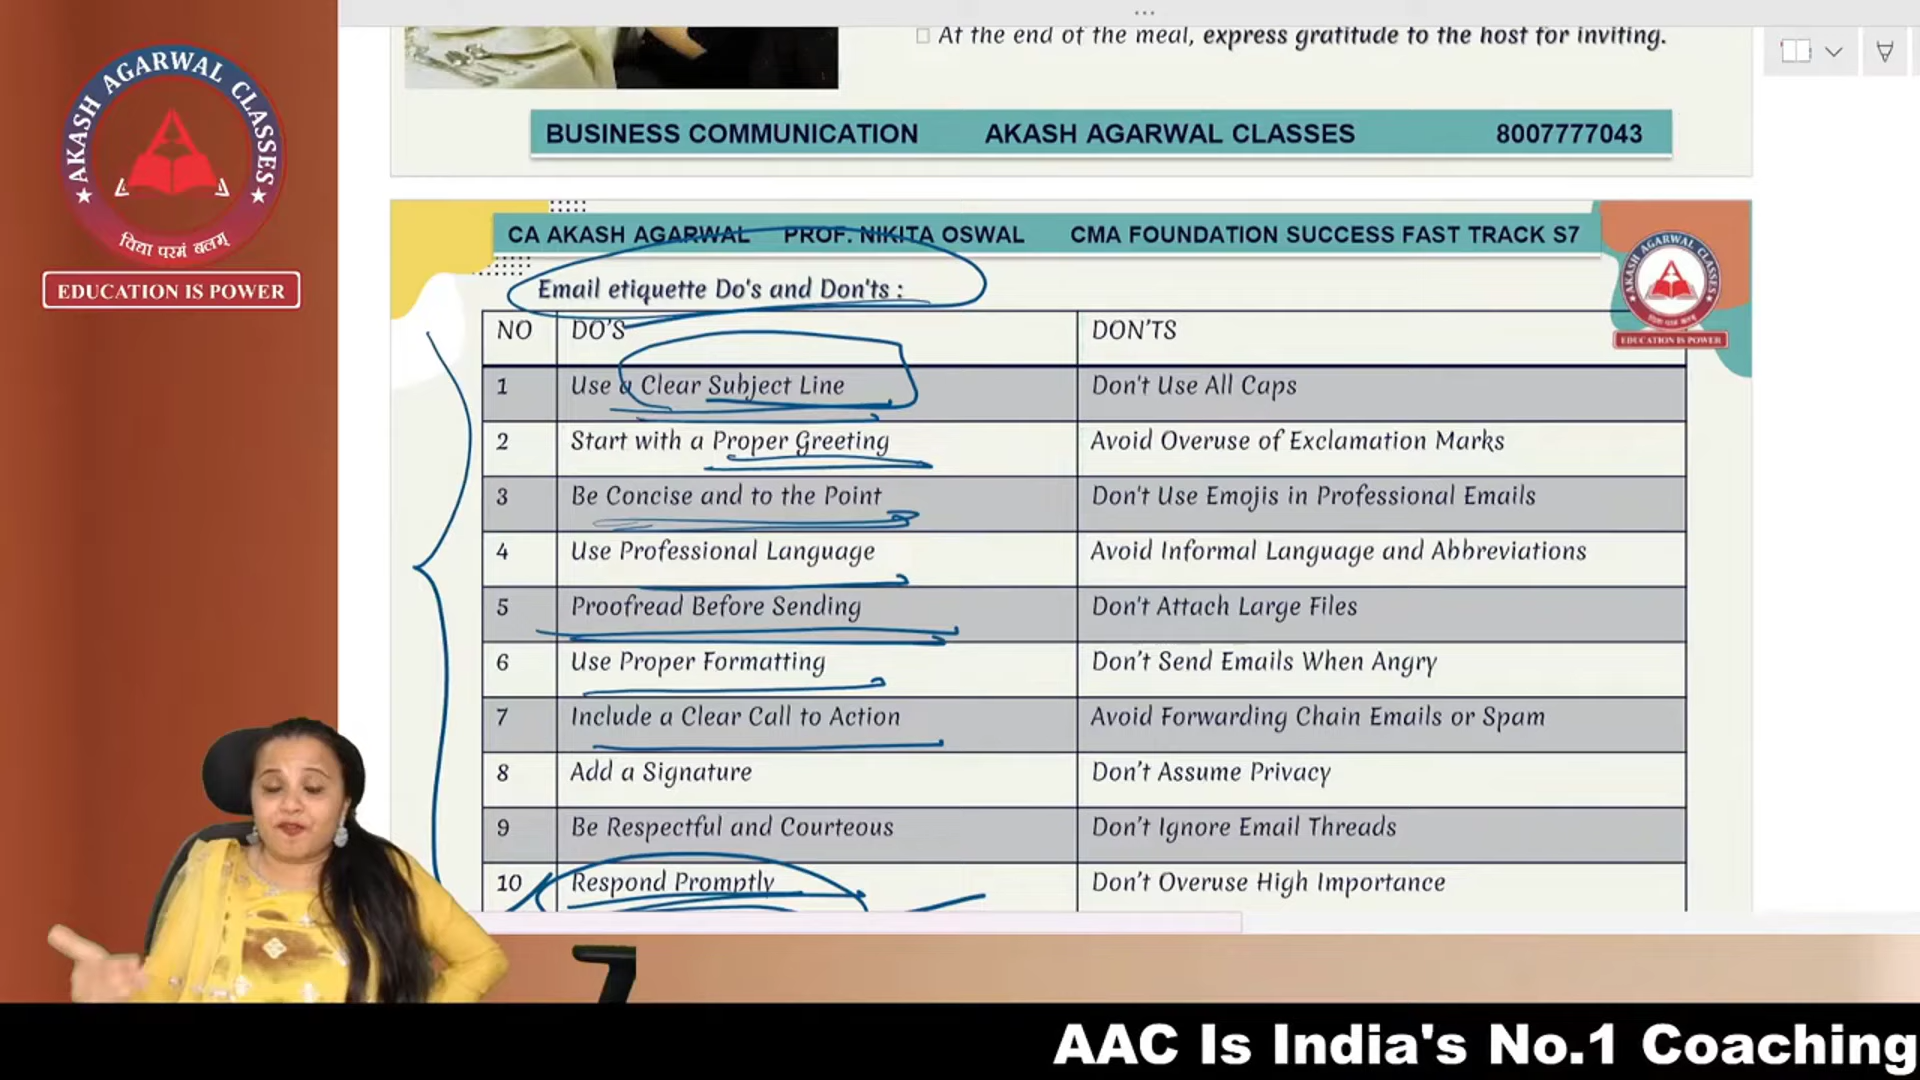 ...
At the end of the meal, express gratitude to the host for inviting.
AKASH AGARWAL CLASSES
विद्या परमं बलम्
EDUCATION IS POWER
BUSINESS COMMUNICATION AKASH AGARWAL CLASSES 8007777043
CA AKASH AGARWAL PROF. NIKITA OSWAL CMA FOUNDATION SUCCESS FAST TRACK S7
AKASH AGARWAL CLASSES
EDUCATION IS POWER
Email etiquette Do's and Don'ts :
NO DO'S DON'TS
1 Use a Clear Subject Line Don't Use All Caps
2 Start with a Proper Greeting Avoid Overuse of Exclamation Marks
3 Be Concise and to the Point Don't Use Emojis in Professional Emails
4 Use Professional Language Avoid Informal Language and Abbreviations
5 Proofread Before Sending Don't Attach Large Files
6 Use Proper Formatting Don't Send Emails When Angry
7 Include a Clear Call to Action Avoid Forwarding Chain Emails or Spam
8 Add a Signature Don't Assume Privacy
9 Be Respectful and Courteous Don't Ignore Email Threads
10 Respond Promptly Don't Overuse High Importance
AAC Is India's No.1 Coaching